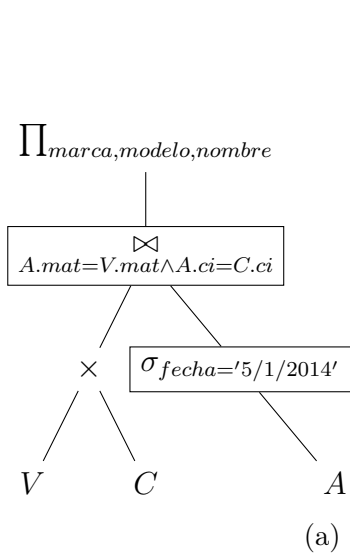 ∏marca,modelo,nombre
⋈
A.mat=V.mat∧A.ci=C.ci
× σfecha='5/1/2014'
V C A
(a)